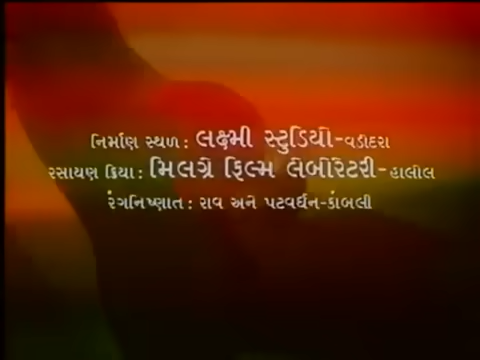 નિર્માણ સ્થળ : લક્ષ્મી સ્ટુડિયો-વડોદરા
રસાયણ ક્રિયા : મિલગ્રે ફિલ્મ લેબોરેટરી-હાલોલ
રંગનિષ્ણાત : રાવ અને પટવર્ધન-કાંબલી